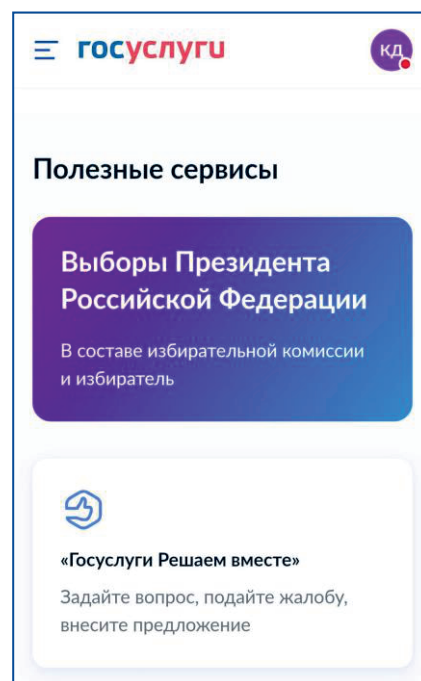 госуслуги
КД
Полезные сервисы
Выборы Президента
Российской Федерации
В составе избирательной комиссии
и избиратель
«Госуслуги Решаем вместе»
Задайте вопрос, подайте жалобу,
внесите предложение